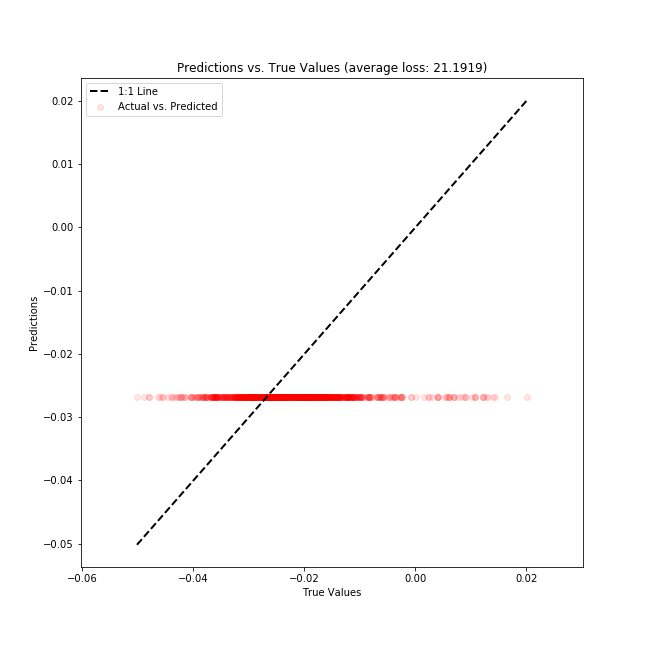 Predictions vs. True Values (average loss: 21.1919)
1:1 Line
Actual vs. Predicted
0.02
0.01
0.00
−0.01
−0.02
−0.03
−0.04
−0.05
Predictions
−0.06
−0.04
−0.02
0.00
0.02
True Values